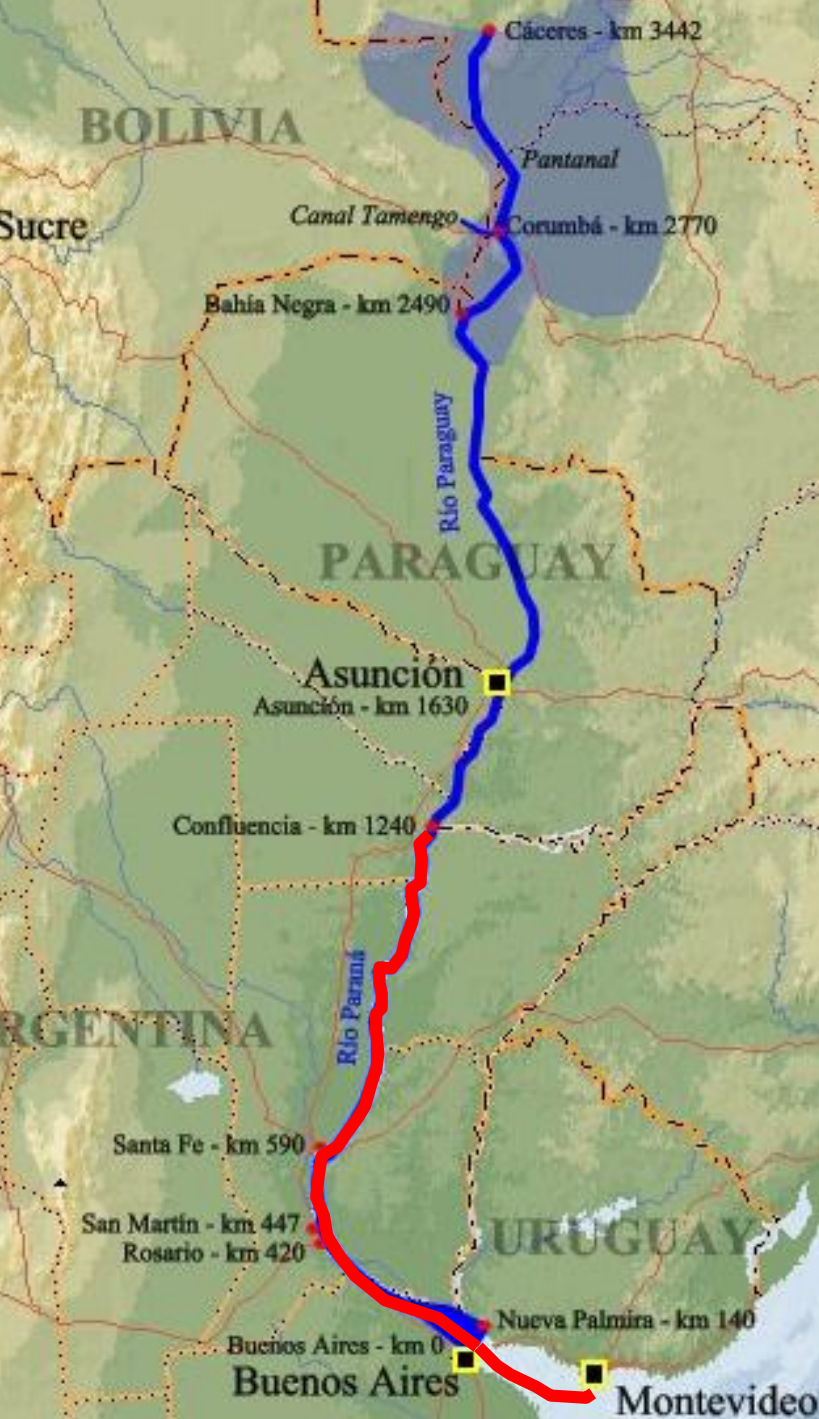 Cáceres - km 3442
BOLIVIA
Pantanal
Canal Tamengo
Sucre
Corumbá - km 2770
Bahía Negra - km 2490
Río Paraguay
PARAGUAY
Asunción
Asunción - km 1630
Confluencia - km 1240
Río Paraná
RGENTINA
Santa Fe - km 590
San Martín - km 447
URUGUAY
Rosario - km 420
Nueva Palmira - km 140
Buenos Aires - km 0
Buenos Aires
Montevideo